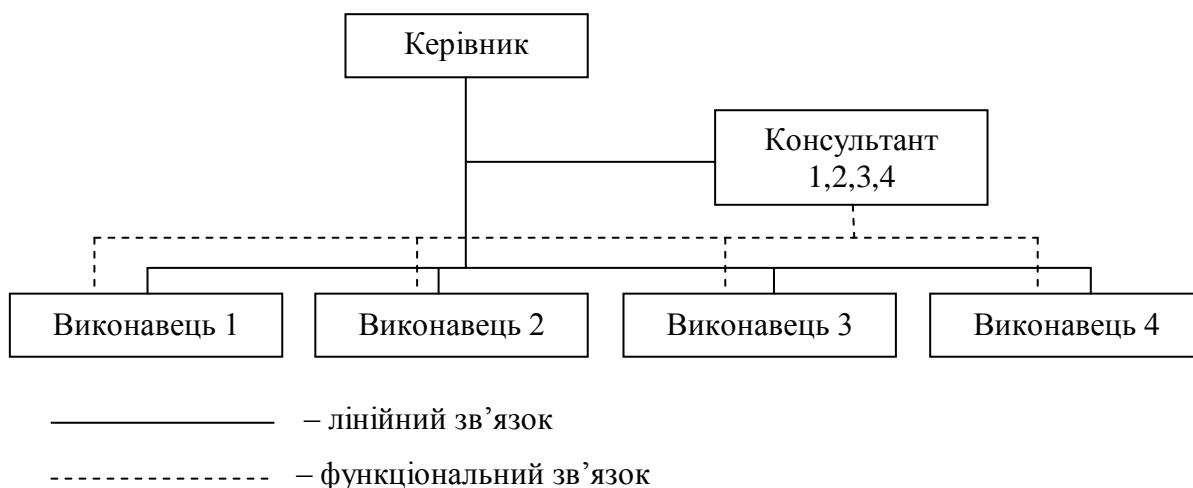 Керівник
Консультант
1,2,3,4
Виконавець 1
Виконавець 2
Виконавець 3
Виконавець 4
– лінійний зв’язок
– функціональний зв’язок